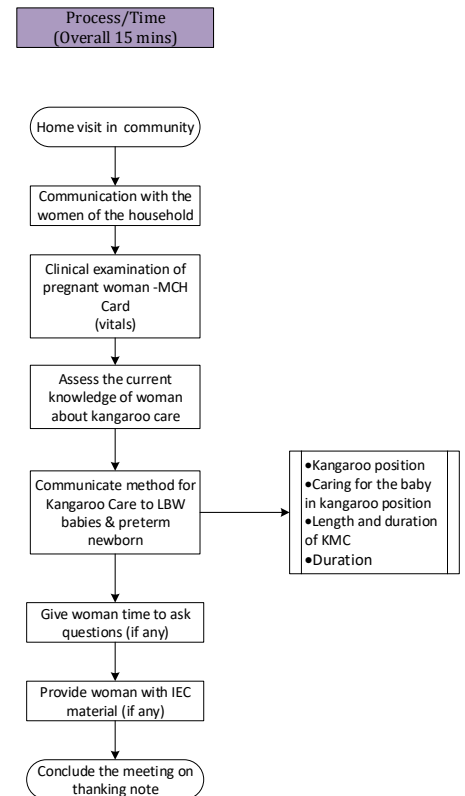 Process/Time
(Overall 15 mins)
Home visit in community
Communication with the
women of the household
Clinical examination of
pregnant woman -MCH
Card
(vitals)
Assess the current
knowledge of woman
about kangaroo care
Communicate method for
Kangaroo Care to LBW
babies & preterm
newborn
•Kangaroo position
•Caring for the baby
in kangaroo position
•Length and duration
of KMC
•Duration
Give woman time to ask
questions (if any)
Provide woman with IEC
material (if any)
Conclude the meeting on
thanking note